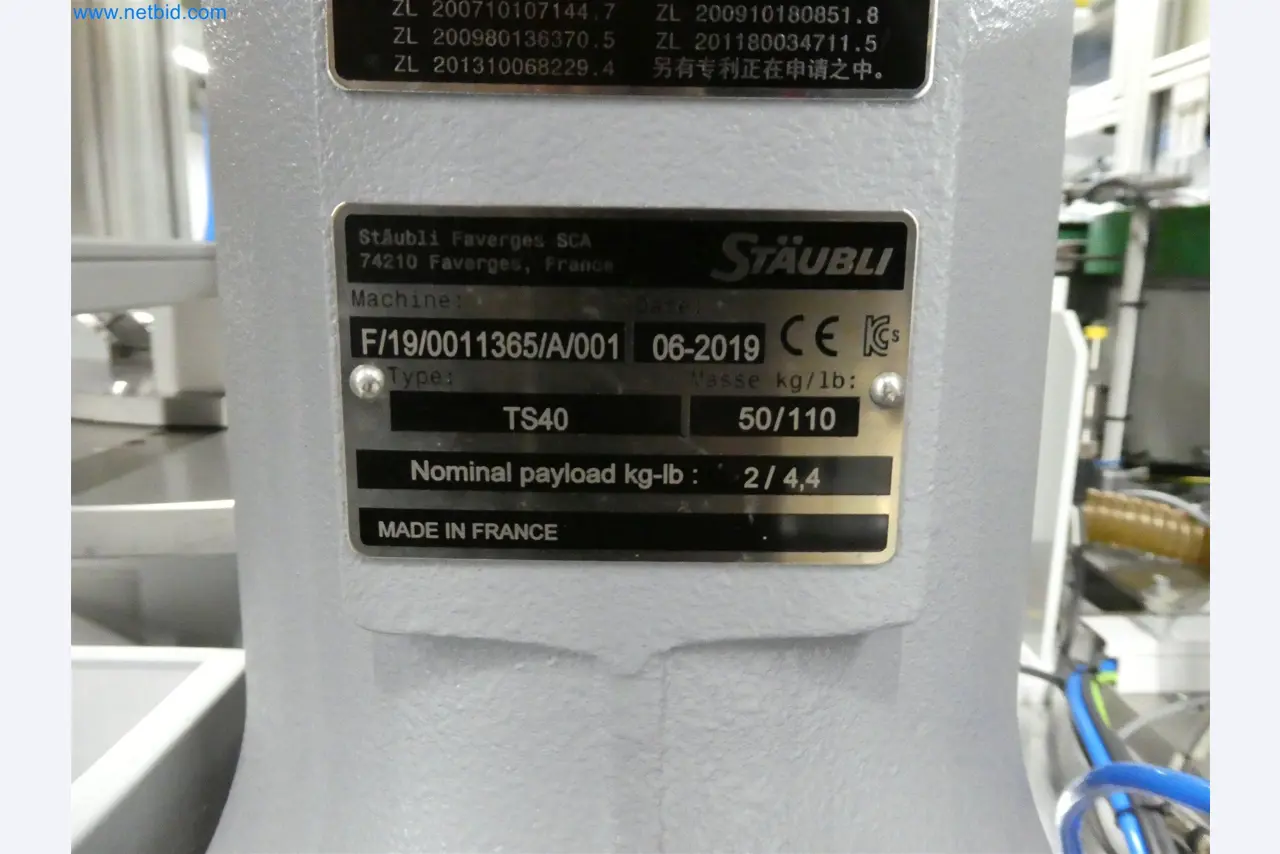 www.netbid.com
ZL 200710107144.7 ZL 200910180851.8
ZL 200980136370.5 ZL 201180034711.5
ZL 201310068229.4 另有专利正在申请之中。
Stäubli Faverges SCA
74210 Faverges, France
STÄUBLI
Machine: Date:
F/19/0011365/A/001 06-2019 CE KCs
Type: Masse kg/lb:
TS40 50/110
Nominal payload kg-lb : 2 / 4,4
MADE IN FRANCE